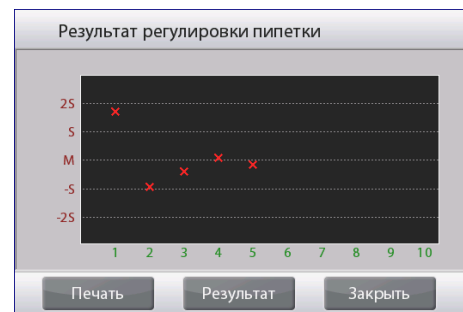 Результат регулировки пипетки
2S
S
M
-S
-2S
1 2 3 4 5 6 7 8 9 10
Печать Результат Закрыть